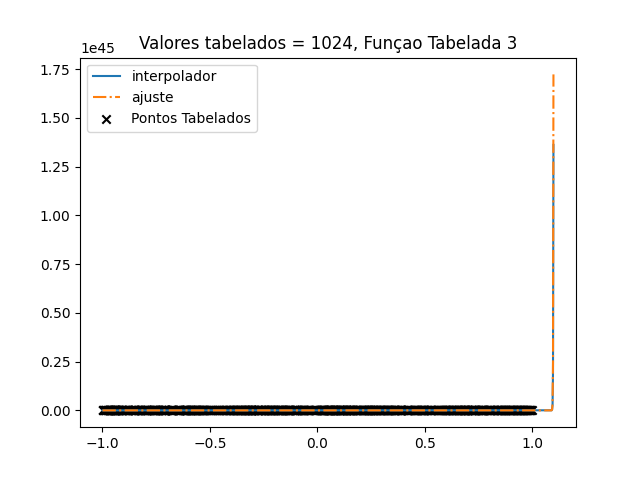 Valores tabelados = 1024, Funçao Tabelada 3
1e45
interpolador
ajuste
Pontos Tabelados
1.75
1.50
1.25
1.00
0.75
0.50
0.25
0.00
−1.0 −0.5 0.0 0.5 1.0